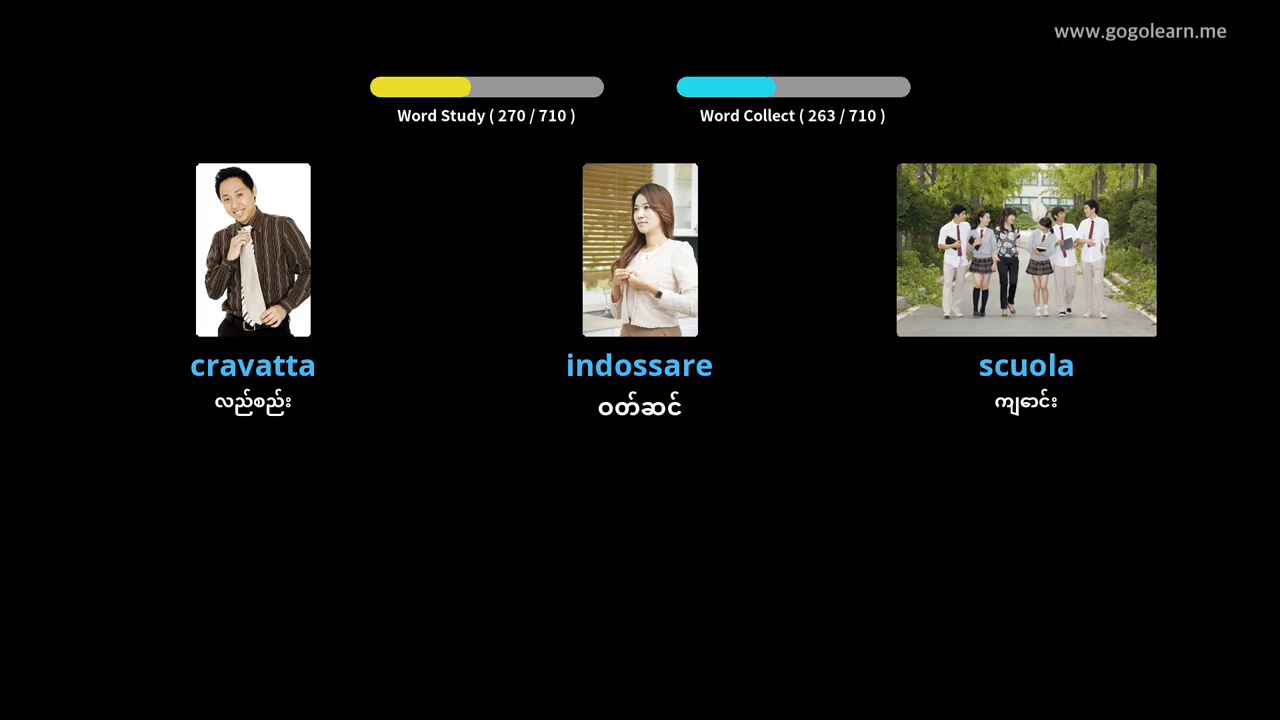 www.gogolearn.me
Word Study ( 270 / 710 )
Word Collect ( 263 / 710 )
cravatta
လည်စည်း
indossare
ဝတ်ဆင်
scuola
ကျောင်း